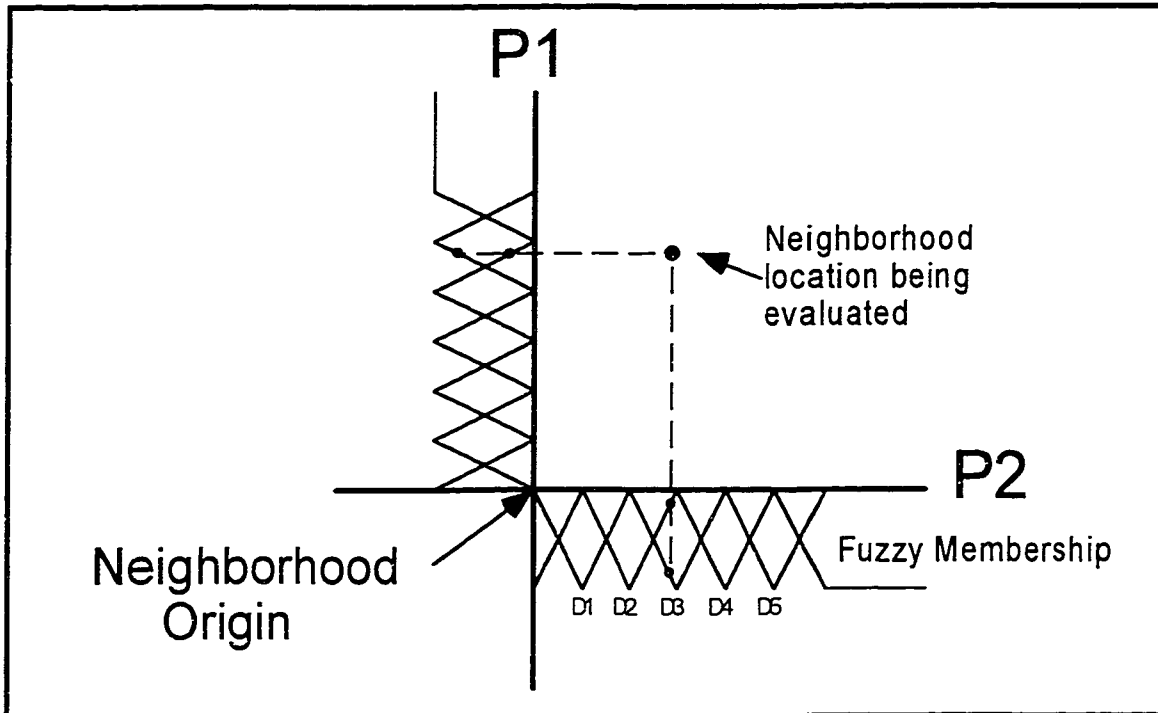 P1
Neighborhood
location being
evaluated
P2
Fuzzy Membership
Neighborhood
Origin
D1 D2 D3 D4 D5